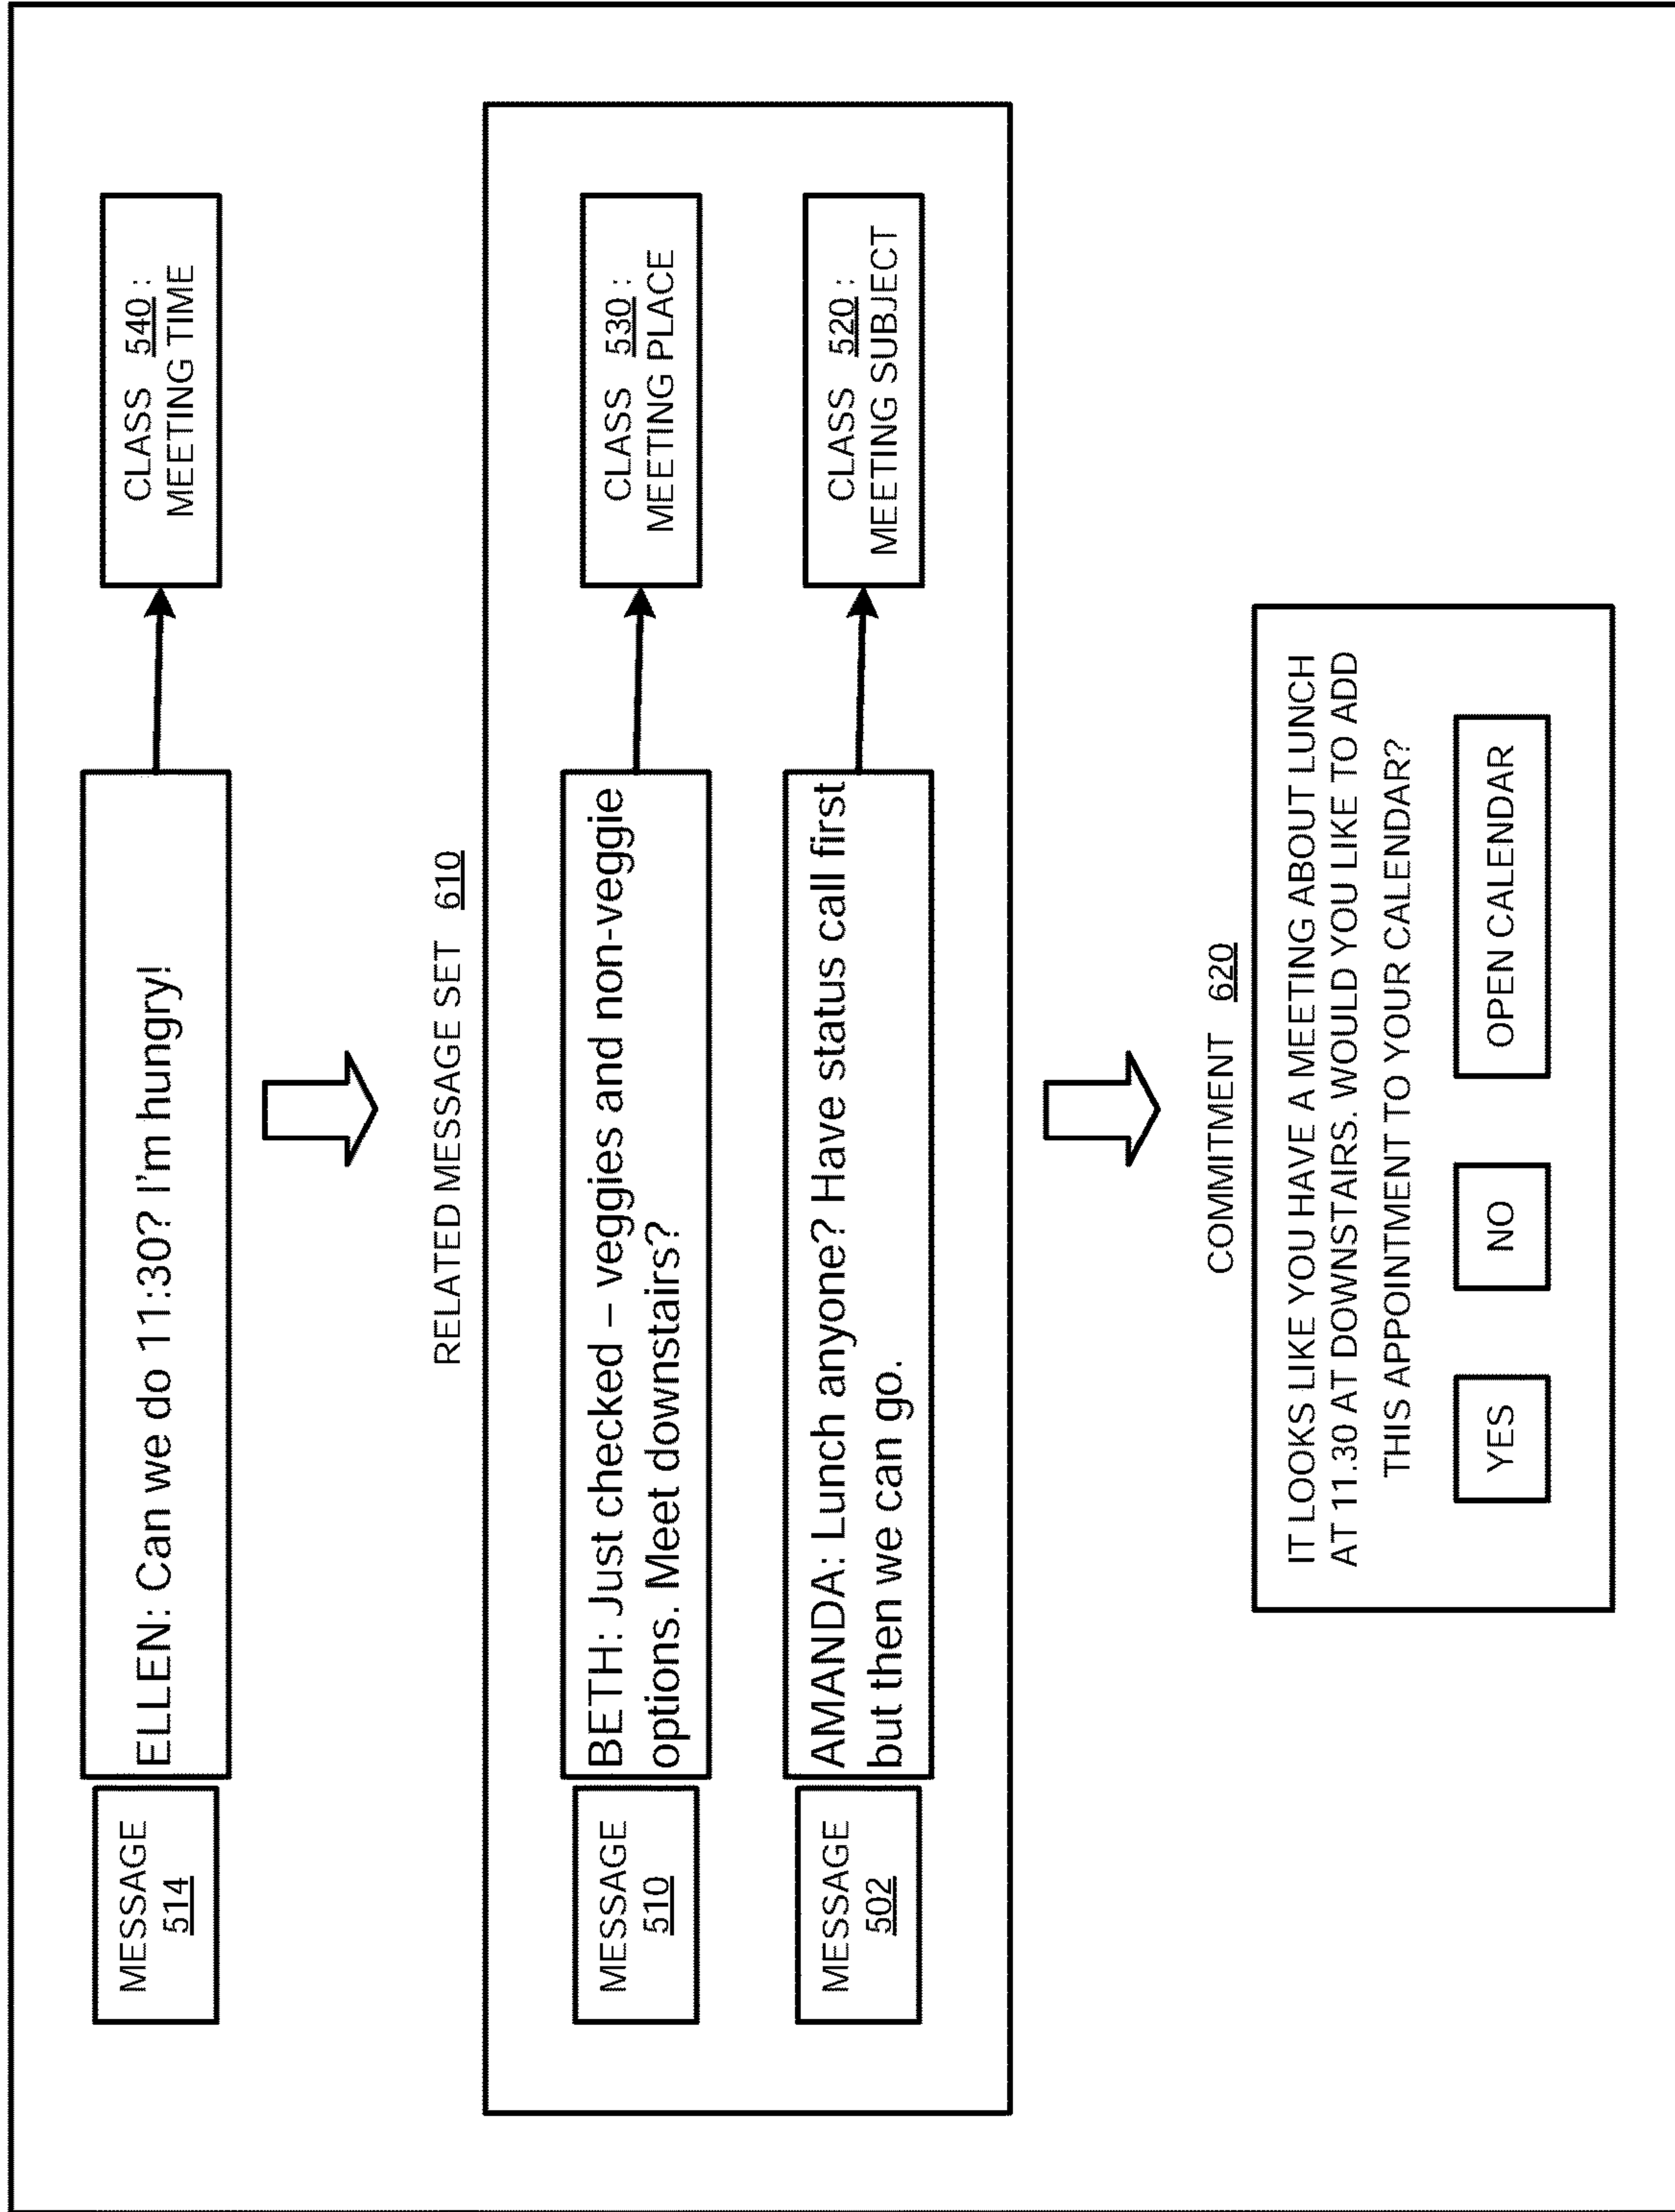 MESSAGE
514
ELLEN: Can we do 11:30? I'm hungry!
CLASS 540 :
MEETING TIME
RELATED MESSAGE SET 610
MESSAGE
510
BETH: Just checked – veggies and non-veggie
options. Meet downstairs?
CLASS 530 :
MEETING PLACE
MESSAGE
502
AMANDA: Lunch anyone? Have status call first
but then we can go.
CLASS 520 :
MEETING SUBJECT
COMMITMENT 620
IT LOOKS LIKE YOU HAVE A MEETING ABOUT LUNCH
AT 11.30 AT DOWNSTAIRS. WOULD YOU LIKE TO ADD
THIS APPOINTMENT TO YOUR CALENDAR?
YES
NO
OPEN CALENDAR